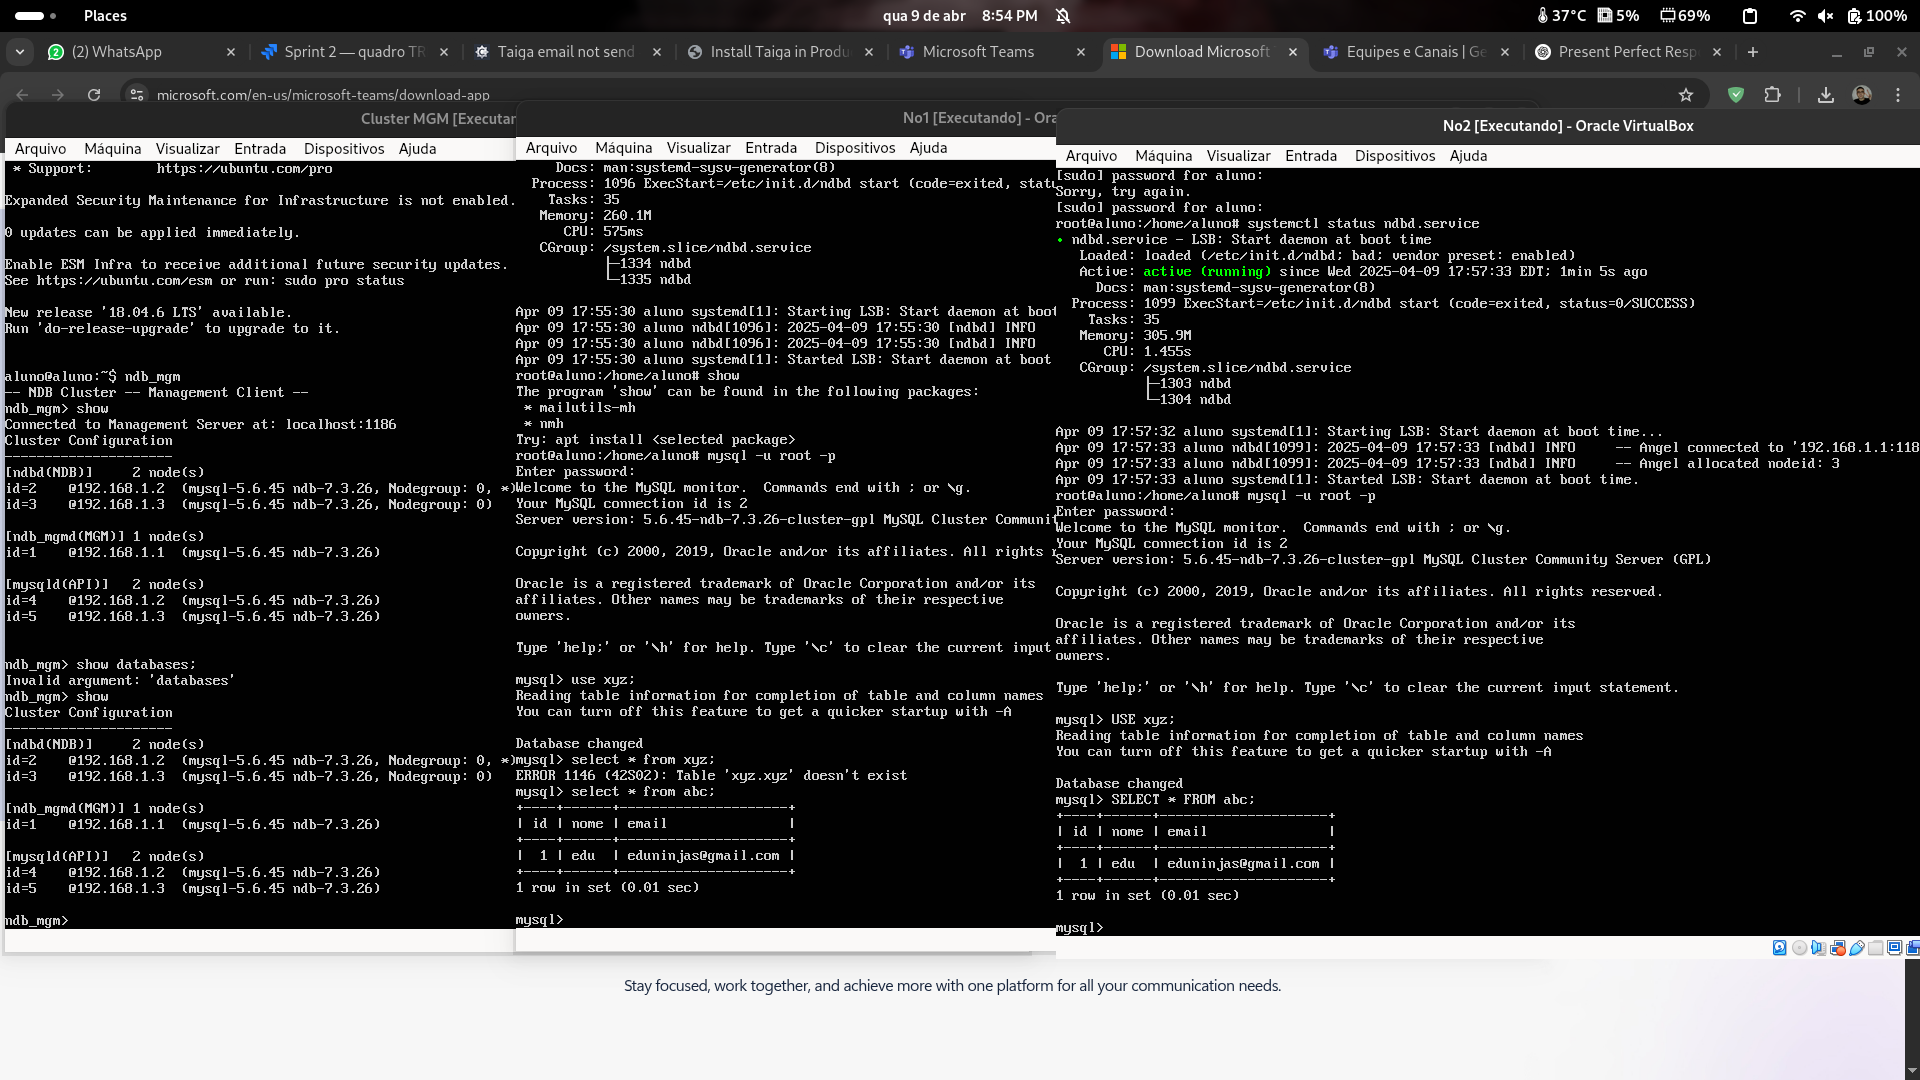 Places
qua 9 de abr 8:54 PM
37°C 5% 69% 100%
(2) WhatsApp
Sprint 2 — quadro TR
Taiga email not send
Install Taiga in Produ
Microsoft Teams
Download Microsoft
Equipes e Canais | Ge
Present Perfect Resp
microsoft.com/en-us/microsoft-teams/download-app
Cluster MGM [Executan
Arquivo Máquina Visualizar Entrada Dispositivos Ajuda
* Support: https://ubuntu.com/pro
Expanded Security Maintenance for Infrastructure is not enabled.
0 updates can be applied immediately.
Enable ESM Infra to receive additional future security updates.
See https://ubuntu.com/esm or run: sudo pro status
New release '18.04.6 LTS' available.
Run 'do-release-upgrade' to upgrade to it.
aluno@aluno:~$ ndb_mgm
-- NDB Cluster -- Management Client --
ndb_mgm> show
Connected to Management Server at: localhost:1186
Cluster Configuration
---------------------
[ndbd(NDB)] 2 node(s)
id=2 @192.168.1.2 (mysql-5.6.45 ndb-7.3.26, Nodegroup: 0, *)
id=3 @192.168.1.3 (mysql-5.6.45 ndb-7.3.26, Nodegroup: 0)
[ndb_mgmd(MGM)] 1 node(s)
id=1 @192.168.1.1 (mysql-5.6.45 ndb-7.3.26)
[mysqld(API)] 2 node(s)
id=4 @192.168.1.2 (mysql-5.6.45 ndb-7.3.26)
id=5 @192.168.1.3 (mysql-5.6.45 ndb-7.3.26)
ndb_mgm> show databases;
Invalid argument: 'databases'
ndb_mgm> show
Cluster Configuration
---------------------
[ndbd(NDB)] 2 node(s)
id=2 @192.168.1.2 (mysql-5.6.45 ndb-7.3.26, Nodegroup: 0, *)
id=3 @192.168.1.3 (mysql-5.6.45 ndb-7.3.26, Nodegroup: 0)
[ndb_mgmd(MGM)] 1 node(s)
id=1 @192.168.1.1 (mysql-5.6.45 ndb-7.3.26)
[mysqld(API)] 2 node(s)
id=4 @192.168.1.2 (mysql-5.6.45 ndb-7.3.26)
id=5 @192.168.1.3 (mysql-5.6.45 ndb-7.3.26)
ndb_mgm>
No1 [Executando] - Ora
Arquivo Máquina Visualizar Entrada Dispositivos Ajuda
Docs: man:systemd-sysv-generator(8)
Process: 1096 ExecStart=/etc/init.d/ndbd start (code=exited, statu
Tasks: 35
Memory: 260.1M
CPU: 575ms
CGroup: /system.slice/ndbd.service
├─1334 ndbd
└─1335 ndbd
Apr 09 17:55:30 aluno systemd[1]: Starting LSB: Start daemon at boot
Apr 09 17:55:30 aluno ndbd[1096]: 2025-04-09 17:55:30 [ndbd] INFO
Apr 09 17:55:30 aluno ndbd[1096]: 2025-04-09 17:55:30 [ndbd] INFO
Apr 09 17:55:30 aluno systemd[1]: Started LSB: Start daemon at boot
root@aluno:/home/aluno# show
The program 'show' can be found in the following packages:
* mailutils-mh
* nmh
Try: apt install <selected package>
root@aluno:/home/aluno# mysql -u root -p
Enter password:
Welcome to the MySQL monitor. Commands end with ; or \g.
Your MySQL connection id is 2
Server version: 5.6.45-ndb-7.3.26-cluster-gpl MySQL Cluster Communit
Copyright (c) 2000, 2019, Oracle and/or its affiliates. All rights r
Oracle is a registered trademark of Oracle Corporation and/or its
affiliates. Other names may be trademarks of their respective
owners.
Type 'help;' or '\h' for help. Type '\c' to clear the current input
mysql> use xyz;
Reading table information for completion of table and column names
You can turn off this feature to get a quicker startup with -A
Database changed
mysql> select * from xyz;
ERROR 1146 (42S02): Table 'xyz.xyz' doesn't exist
mysql> select * from abc;
+----+------+---------------------+
| id | nome | email |
+----+------+---------------------+
| 1 | edu | eduninjas@gmail.com |
+----+------+---------------------+
1 row in set (0.01 sec)
mysql>
No2 [Executando] - Oracle VirtualBox
Arquivo Máquina Visualizar Entrada Dispositivos Ajuda
[sudo] password for aluno:
Sorry, try again.
[sudo] password for aluno:
root@aluno:/home/aluno# systemctl status ndbd.service
• ndbd.service - LSB: Start daemon at boot time
Loaded: loaded (/etc/init.d/ndbd; bad; vendor preset: enabled)
Active: active (running) since Wed 2025-04-09 17:57:33 EDT; 1min 5s ago
Docs: man:systemd-sysv-generator(8)
Process: 1099 ExecStart=/etc/init.d/ndbd start (code=exited, status=0/SUCCESS)
Tasks: 35
Memory: 305.9M
CPU: 1.455s
CGroup: /system.slice/ndbd.service
├─1303 ndbd
└─1304 ndbd
Apr 09 17:57:32 aluno systemd[1]: Starting LSB: Start daemon at boot time...
Apr 09 17:57:33 aluno ndbd[1099]: 2025-04-09 17:57:33 [ndbd] INFO -- Angel connected to '192.168.1.1:118
Apr 09 17:57:33 aluno ndbd[1099]: 2025-04-09 17:57:33 [ndbd] INFO -- Angel allocated nodeid: 3
Apr 09 17:57:33 aluno systemd[1]: Started LSB: Start daemon at boot time.
root@aluno:/home/aluno# mysql -u root -p
Enter password:
Welcome to the MySQL monitor. Commands end with ; or \g.
Your MySQL connection id is 2
Server version: 5.6.45-ndb-7.3.26-cluster-gpl MySQL Cluster Community Server (GPL)
Copyright (c) 2000, 2019, Oracle and/or its affiliates. All rights reserved.
Oracle is a registered trademark of Oracle Corporation and/or its
affiliates. Other names may be trademarks of their respective
owners.
Type 'help;' or '\h' for help. Type '\c' to clear the current input statement.
mysql> USE xyz;
Reading table information for completion of table and column names
You can turn off this feature to get a quicker startup with -A
Database changed
mysql> SELECT * FROM abc;
+----+------+---------------------+
| id | nome | email |
+----+------+---------------------+
| 1 | edu | eduninjas@gmail.com |
+----+------+---------------------+
1 row in set (0.01 sec)
mysql>
Stay focused, work together, and achieve more with one platform for all your communication needs.